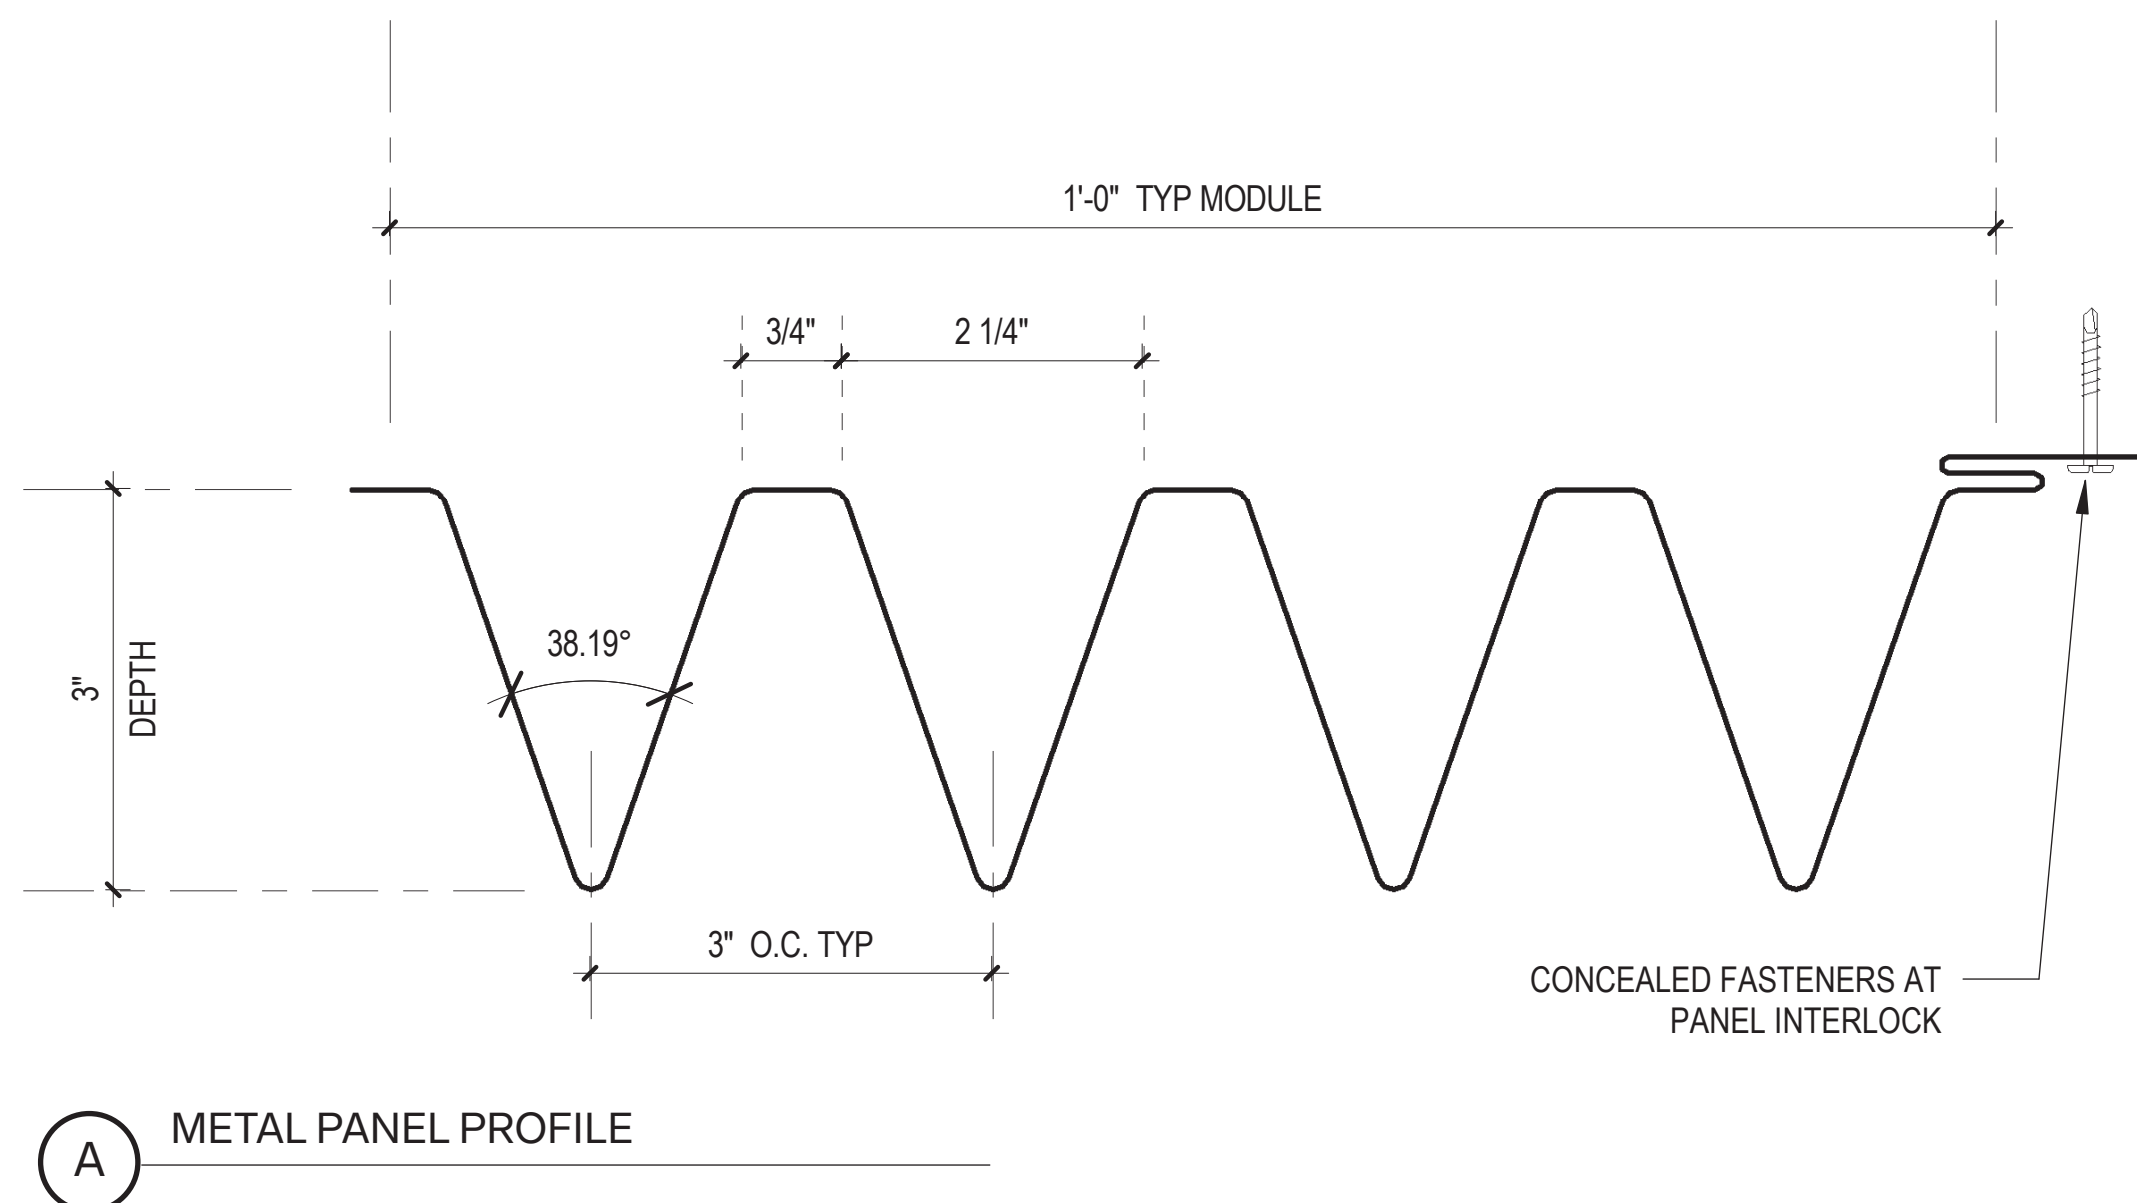 1'-0" TYP MODULE
3/4"
2 1/4"
38.19°
3"
DEPTH
3" O.C. TYP
CONCEALED FASTENERS AT
PANEL INTERLOCK
METAL PANEL PROFILE
A